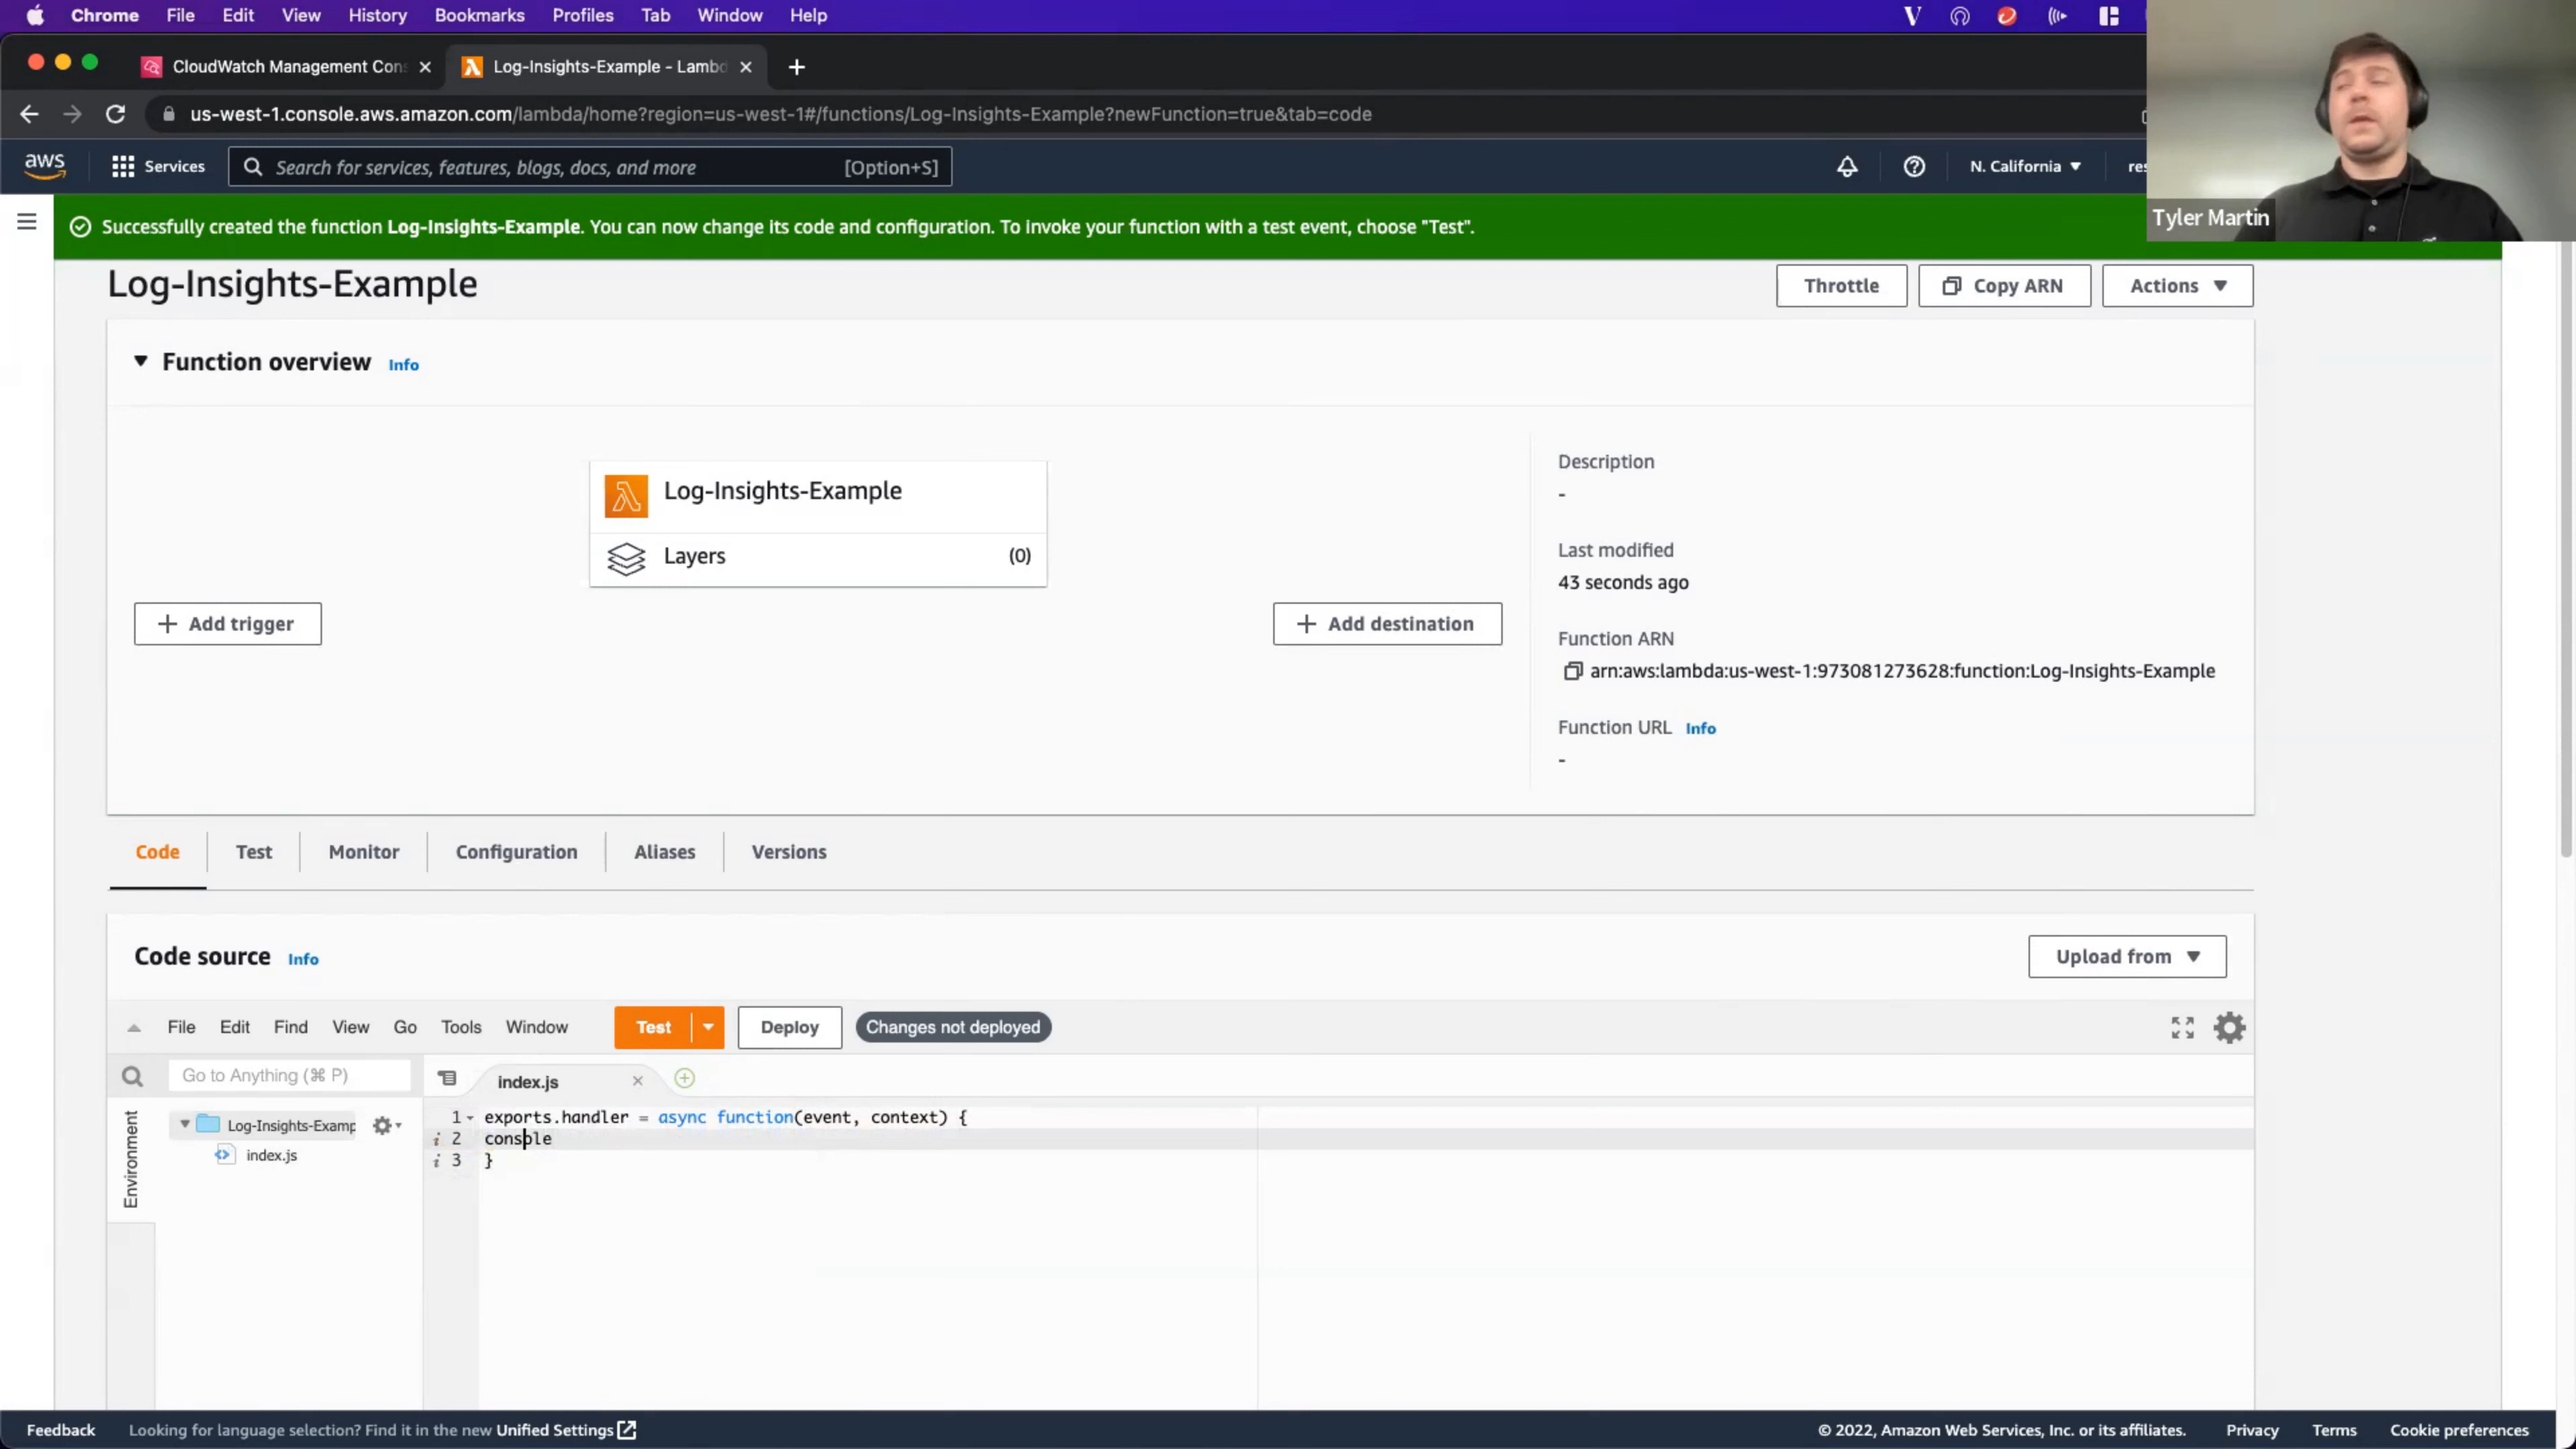 Chrome File Edit View History Bookmarks Profiles Tab Window Help
CloudWatch Management Con
Log-Insights-Example - Lambd
us-west-1.console.aws.amazon.com/lambda/home?region=us-west-1#/functions/Log-Insights-Example?newFunction=true&tab=code
aws Services Search for services, features, blogs, docs, and more [Option+S] N. California res
Tyler Martin
Successfully created the function Log-Insights-Example. You can now change its code and configuration. To invoke your function with a test event, choose "Test".
Log-Insights-Example
Throttle Copy ARN Actions
Function overview Info
Log-Insights-Example
Layers (0)
+ Add trigger
+ Add destination
Description
-
Last modified
43 seconds ago
Function ARN
arn:aws:lambda:us-west-1:973081273628:function:Log-Insights-Example
Function URL Info
-
Code Test Monitor Configuration Aliases Versions
Code source Info
Upload from
File Edit Find View Go Tools Window Test Deploy Changes not deployed
Go to Anything (⌘ P)
index.js
Environment
Log-Insights-Examp
index.js
1 exports.handler = async function(event, context) {
i 2 console
i 3 }
Feedback Looking for language selection? Find it in the new Unified Settings
© 2022, Amazon Web Services, Inc. or its affiliates. Privacy Terms Cookie preferences